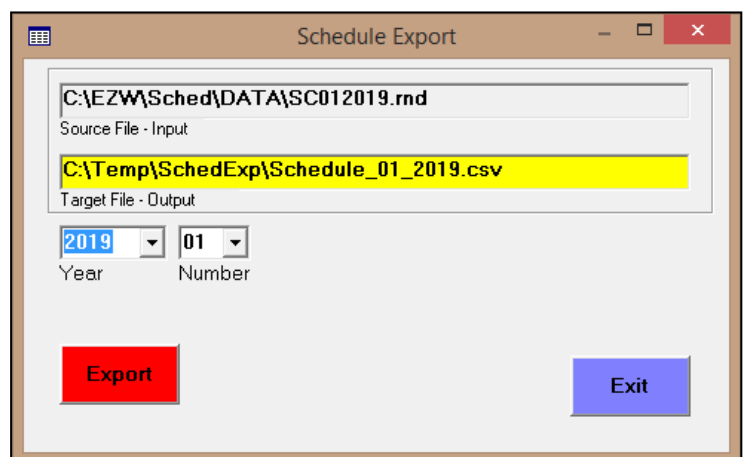 Schedule Export
C:\EZW\Sched\DATA\SC012019.rnd
Source File - Input
C:\Temp\SchedExp\Schedule_01_2019.csv
Target File - Output
2019 01
Year Number
Export
Exit